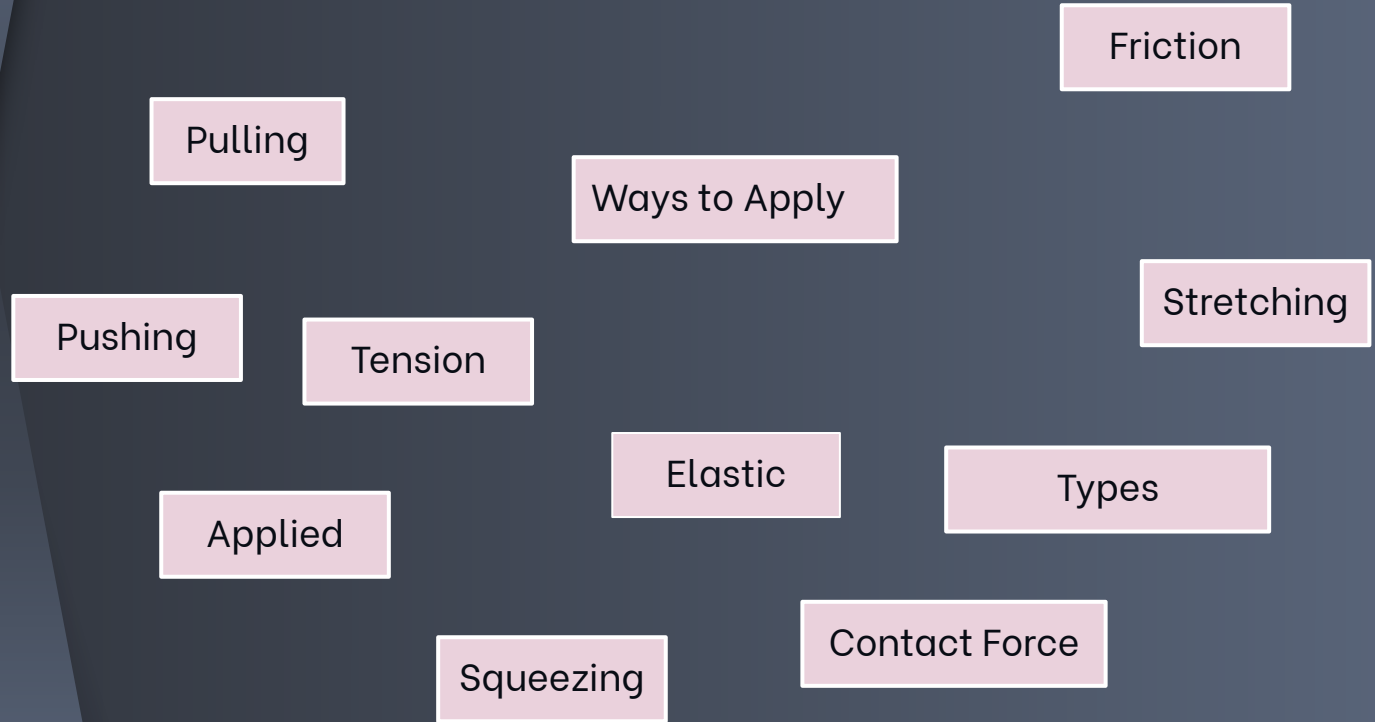 Friction
Pulling
Ways to Apply
Stretching
Pushing
Tension
Elastic
Types
Applied
Contact Force
Squeezing